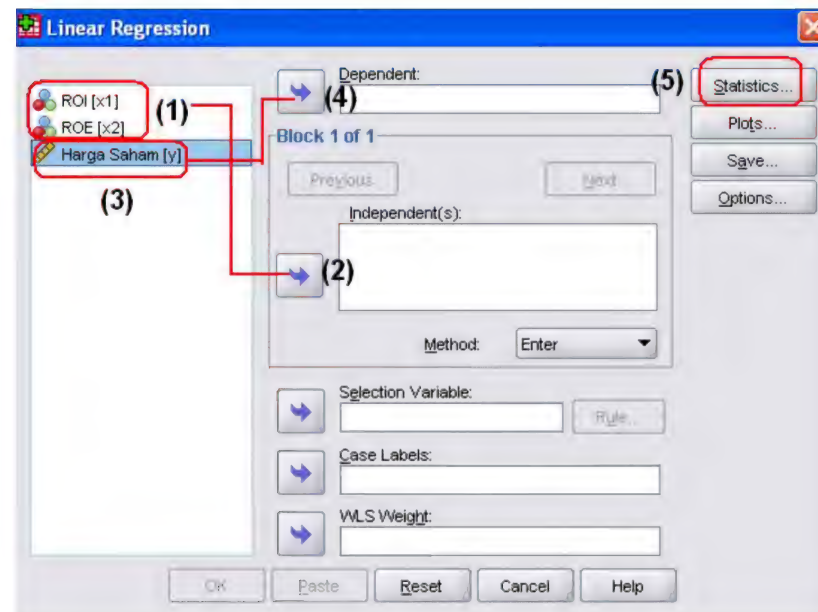 Linear Regression
ROI [x1]
ROE [x2]
Harga Saham [y]
(1)
(3)
Dependent:
(4)
(5)
Statistics...
Plots...
Save...
Options...
Block 1 of 1
Previous
Next
Independent(s):
(2)
Method:
Enter
Selection Variable:
Rule...
Case Labels:
WLS Weight:
OK
Paste
Reset
Cancel
Help